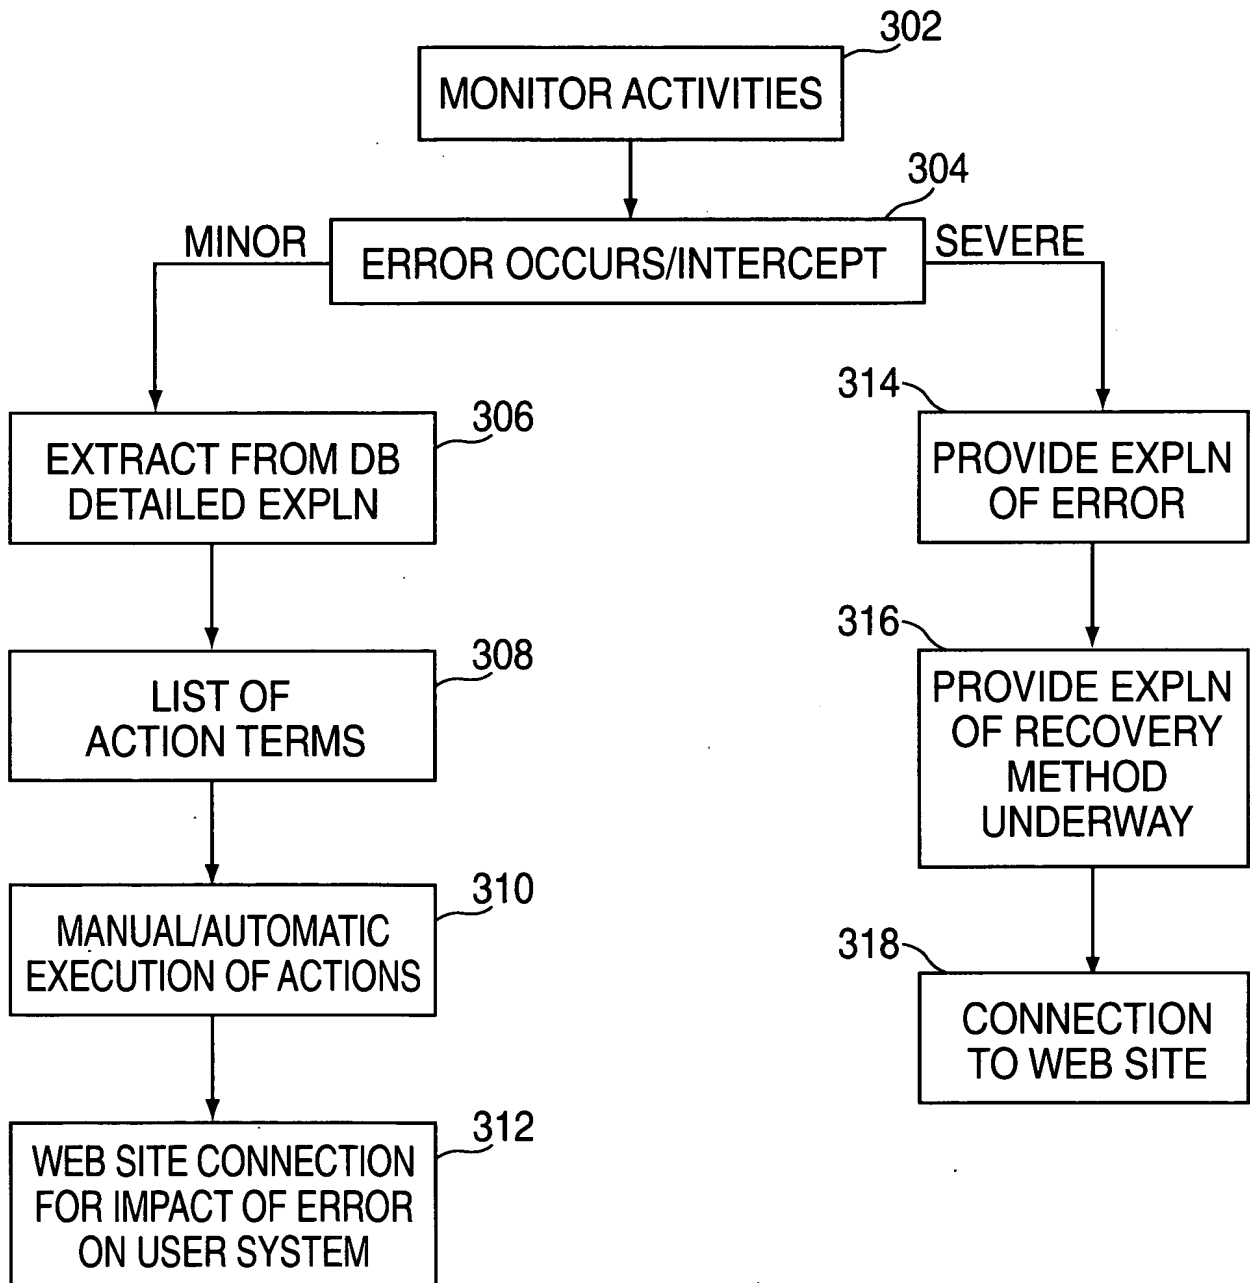 302
MONITOR ACTIVITIES
304
MINOR
ERROR OCCURS/INTERCEPT
SEVERE
306
EXTRACT FROM DB
DETAILED EXPLN
308
LIST OF
ACTION TERMS
310
MANUAL/AUTOMATIC
EXECUTION OF ACTIONS
312
WEB SITE CONNECTION
FOR IMPACT OF ERROR
ON USER SYSTEM
314
PROVIDE EXPLN
OF ERROR
316
PROVIDE EXPLN
OF RECOVERY
METHOD
UNDERWAY
318
CONNECTION
TO WEB SITE